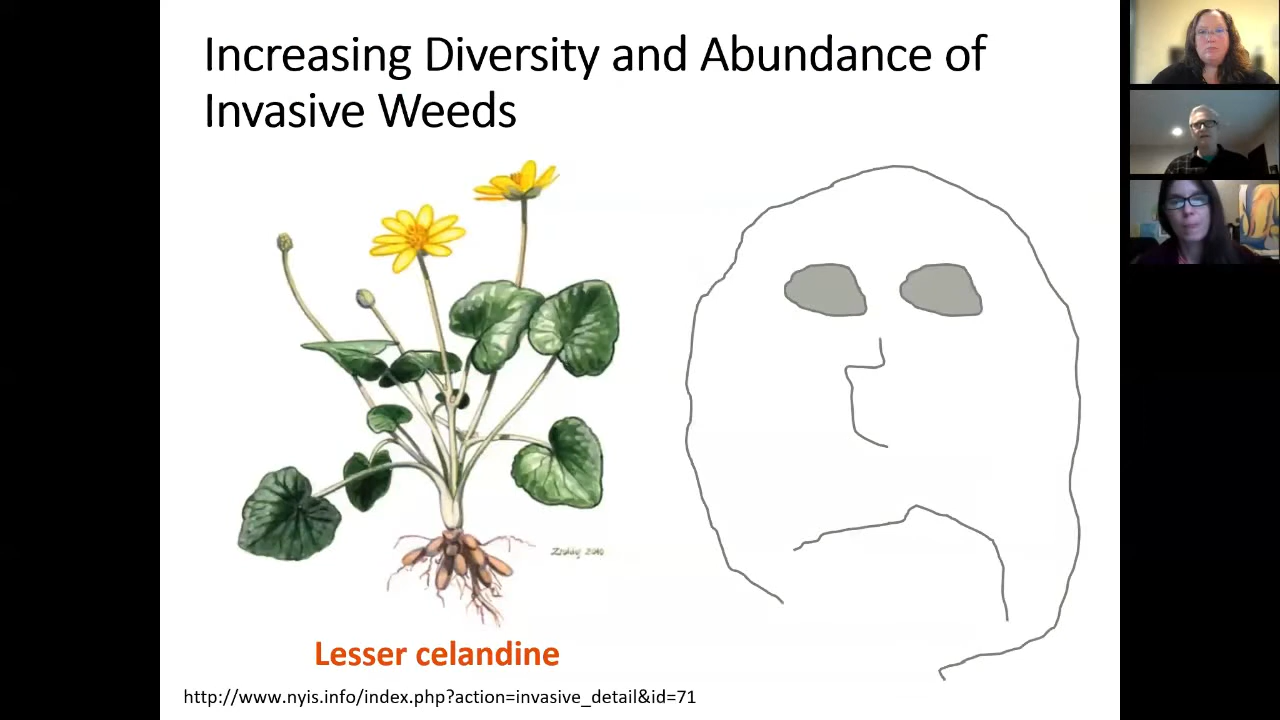 Increasing Diversity and Abundance of
Invasive Weeds
Lesser celandine
http://www.nyis.info/index.php?action=invasive_detail&id=71